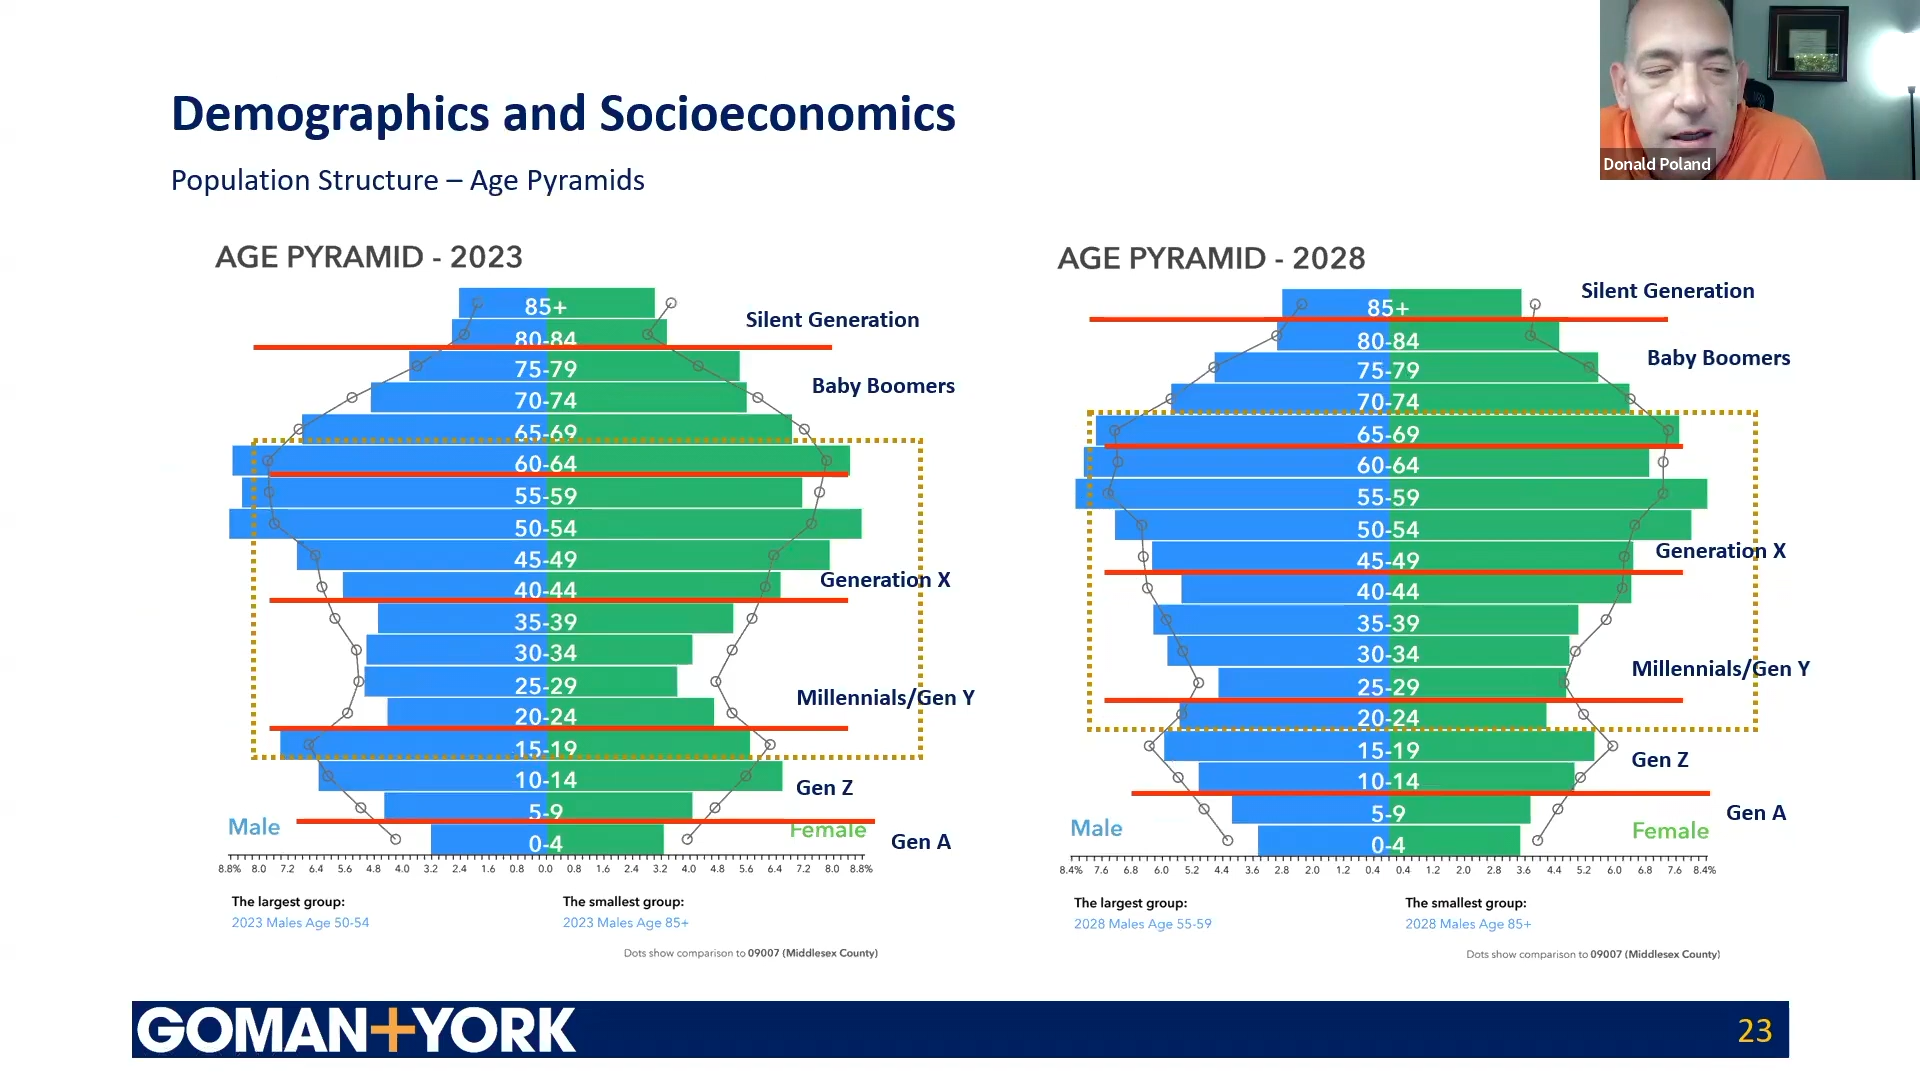 Demographics and Socioeconomics
Population Structure – Age Pyramids
Donald Poland
AGE PYRAMID - 2023
85+
80-84
75-79
70-74
65-69
60-64
55-59
50-54
45-49
40-44
35-39
30-34
25-29
20-24
15-19
10-14
5-9
0-4
Silent Generation
Baby Boomers
Generation X
Millennials/Gen Y
Gen Z
Gen A
Male
Female
8.8% 8.0 7.2 6.4 5.6 4.8 4.0 3.2 2.4 1.6 0.8 0.0 0.8 1.6 2.4 3.2 4.0 4.8 5.6 6.4 7.2 8.0 8.8%
The largest group:
2023 Males Age 50-54
The smallest group:
2023 Males Age 85+
Dots show comparison to 09007 (Middlesex County)
AGE PYRAMID - 2028
85+
80-84
75-79
70-74
65-69
60-64
55-59
50-54
45-49
40-44
35-39
30-34
25-29
20-24
15-19
10-14
5-9
0-4
Silent Generation
Baby Boomers
Generation X
Millennials/Gen Y
Gen Z
Gen A
Male
Female
8.4% 7.6 6.8 6.0 5.2 4.4 3.6 2.8 2.0 1.2 0.4 0.4 1.2 2.0 2.8 3.6 4.4 5.2 6.0 6.8 7.6 8.4%
The largest group:
2028 Males Age 55-59
The smallest group:
2028 Males Age 85+
Dots show comparison to 09007 (Middlesex County)
GOMAN+YORK
23